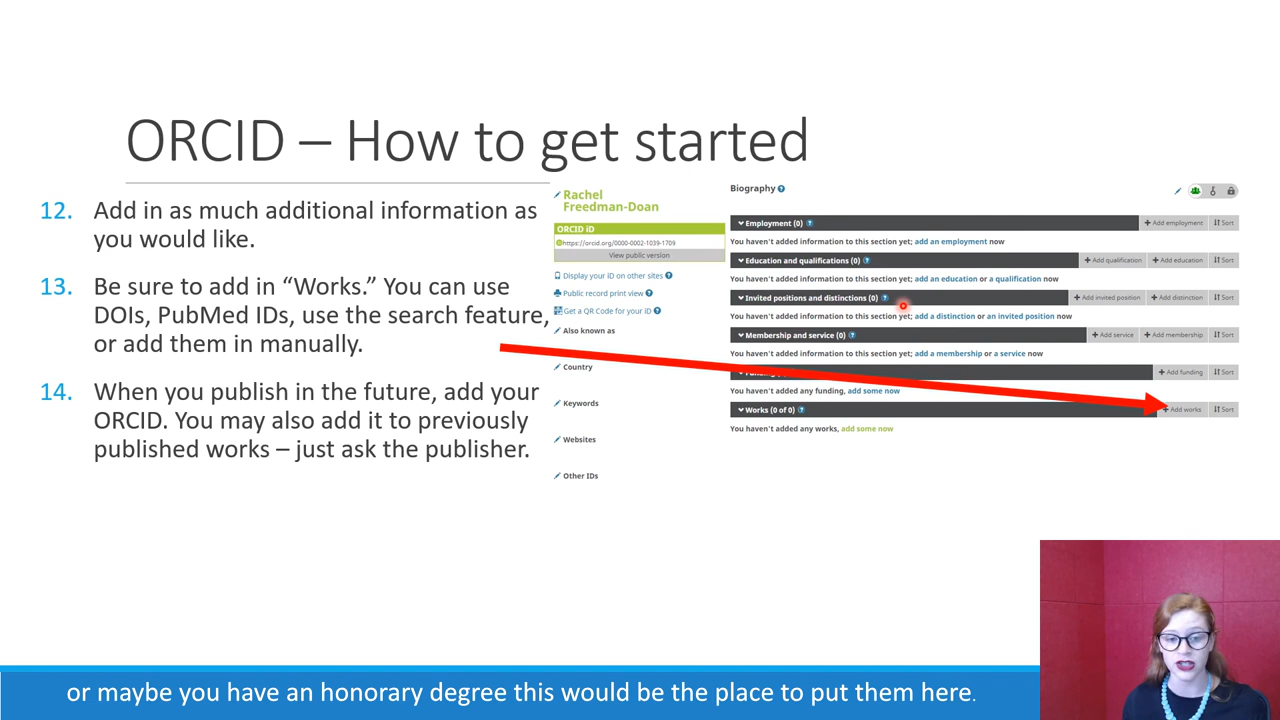 ORCID – How to get started
12. Add in as much additional information as
you would like.
13. Be sure to add in “Works.” You can use
DOIs, PubMed IDs, use the search feature,
or add them in manually.
14. When you publish in the future, add your
ORCID. You may also add it to previously
published works – just ask the publisher.
Rachel
Freedman-Doan
ORCID iD
https://orcid.org/0000-0002-1039-1709
View public version
Display your iD on other sites
Public record print view
Get a QR Code for your iD
Also known as
Country
Keywords
Websites
Other IDs
Biography
Employment (0) Add employment Sort
You haven't added information to this section yet; add an employment now
Education and qualifications (0) Add qualification Add education Sort
You haven't added information to this section yet; add an education or a qualification now
Invited positions and distinctions (0) Add invited position Add distinction Sort
You haven't added information to this section yet; add a distinction or an invited position now
Membership and service (0) Add service Add membership Sort
You haven't added information to this section yet; add a membership or a service now
Add funding Sort
You haven't added any funding, add some now
Works (0 of 0) Add works Sort
You haven't added any works, add some now
or maybe you have an honorary degree this would be the place to put them here.